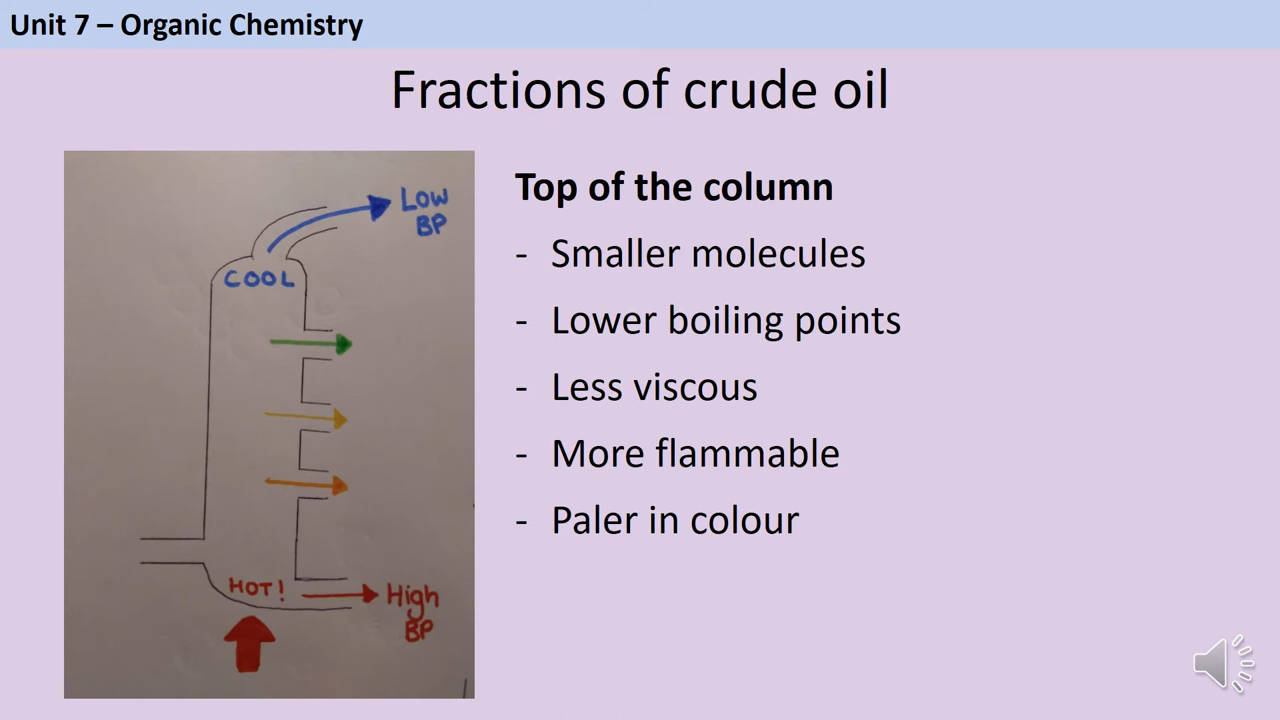 Unit 7 – Organic Chemistry
Fractions of crude oil
LOW
BP
COOL
HOT!
High
BP
Top of the column
- Smaller molecules
- Lower boiling points
- Less viscous
- More flammable
- Paler in colour